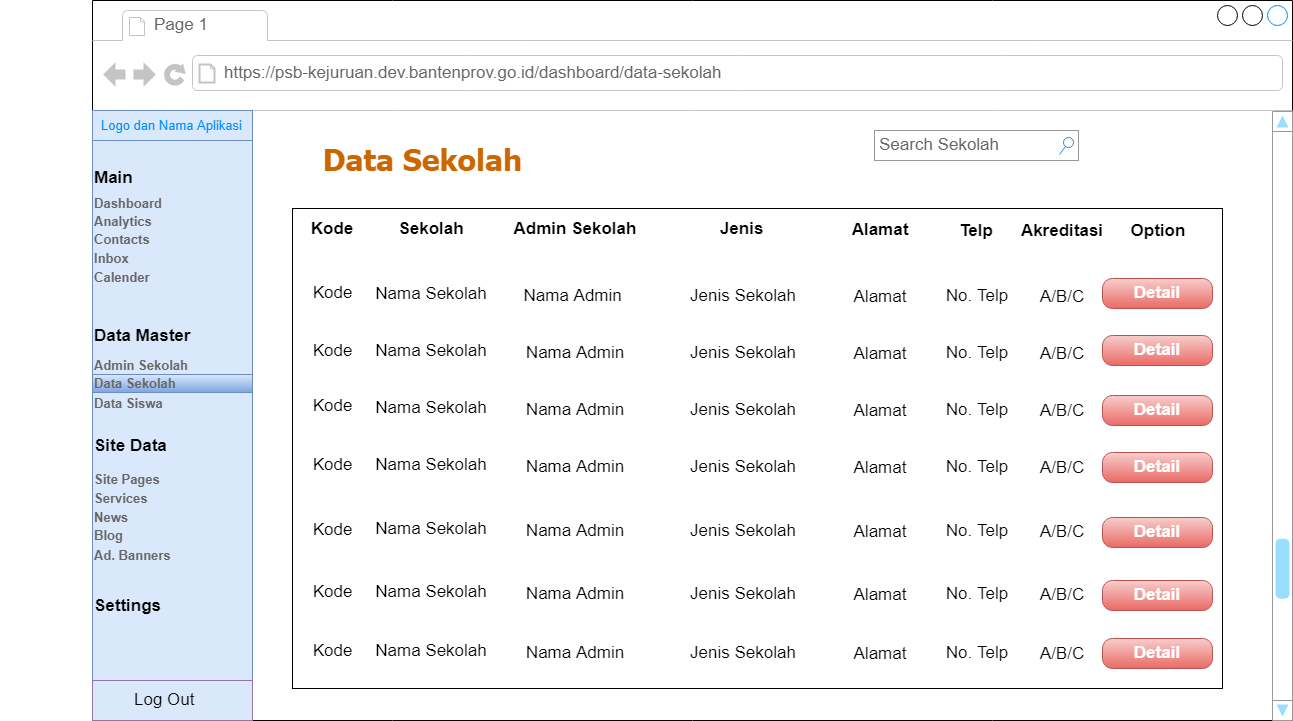 Page 1
https://psb-kejuruan.dev.bantenprov.go.id/dashboard/data-sekolah
Logo dan Nama Aplikasi
Main
Dashboard
Analytics
Contacts
Inbox
Calender
Data Master
Admin Sekolah
Data Sekolah
Data Siswa
Site Data
Site Pages
Services
News
Blog
Ad. Banners
Settings
Log Out
Data Sekolah
Search Sekolah
Kode Sekolah Admin Sekolah Jenis Alamat Telp Akreditasi Option
Kode Nama Sekolah Nama Admin Jenis Sekolah Alamat No. Telp A/B/C Detail
Kode Nama Sekolah Nama Admin Jenis Sekolah Alamat No. Telp A/B/C Detail
Kode Nama Sekolah Nama Admin Jenis Sekolah Alamat No. Telp A/B/C Detail
Kode Nama Sekolah Nama Admin Jenis Sekolah Alamat No. Telp A/B/C Detail
Kode Nama Sekolah Nama Admin Jenis Sekolah Alamat No. Telp A/B/C Detail
Kode Nama Sekolah Nama Admin Jenis Sekolah Alamat No. Telp A/B/C Detail
Kode Nama Sekolah Nama Admin Jenis Sekolah Alamat No. Telp A/B/C Detail